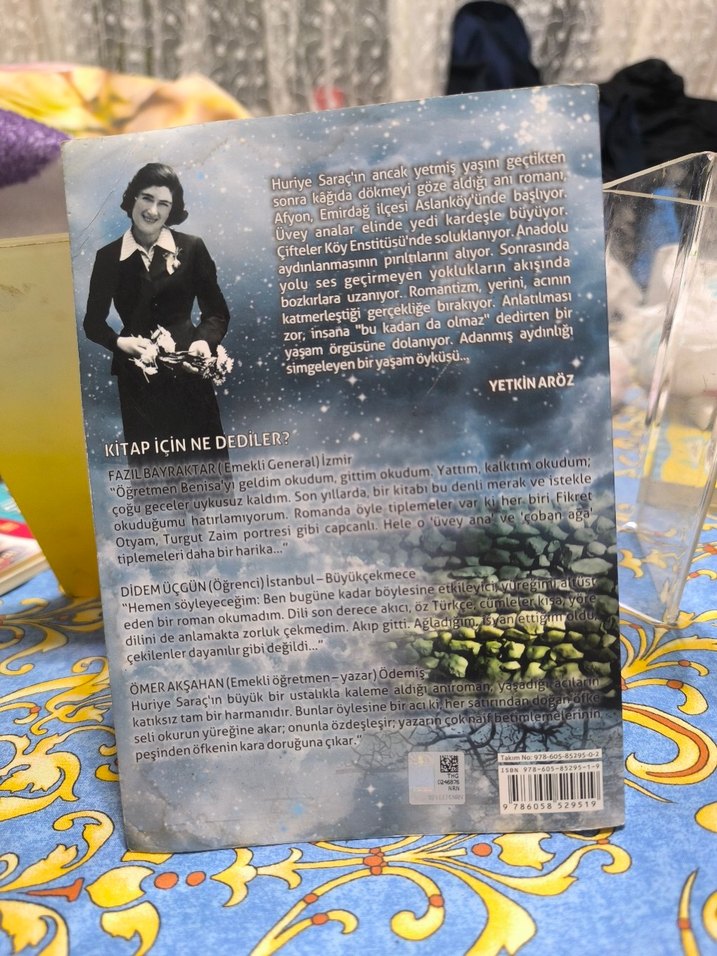 Huriye Saraç'ın ancak yetmiş yaşını geçtikten
sonra kâğıda dökmeyi göze aldığı anı romanı,
Afyon, Emirdağ ilçesi Aslanköy'ünde başlıyor.
Üvey analar elinde yedi kardeşle büyüyor.
Çifteler Köy Enstitüsü'nde soluklanıyor. Anadolu
aydınlanmasının pırıltılarını alıyor. Sonrasında
yolu ses geçirmeyen yoklukların akışında
bozkırlara uzanıyor. Romantizm, yerini, acının
katmerleştiği gerçekliğe bırakıyor. Anlatılması
zor, insana "bu kadarı da olmaz" dedirten bir
yaşam örgüsüne dolanıyor. Adanmış aydınlığı
simgeleyen bir yaşam öyküsü...
YETKİN ARÖZ
KİTAP İÇİN NE DEDİLER?
FAZIL BAYRAKTAR ( Emekli General) İzmir
"Öğretmen Benisa'yı geldim okudum, gittim okudum. Yattım, kalktım okudum;
çoğu geceler uykusuz kaldım. Son yıllarda, bir kitabı bu denli merak ve istekle
okuduğumu hatırlamıyorum. Romanda öyle tiplemeler var ki her biri Fikret
Otyam, Turgut Zaim portresi gibi capcanlı. Hele o 'üvey ana' ve 'çoban ağa'
tiplemeleri daha bir harika..."
DİDEM ÜÇGÜN (Öğrenci) İstanbul – Büyükçekmece
"Hemen söyleyeceğim: Ben bugüne kadar böylesine etkileyici, yüreğimi altüst
eden bir roman okumadım. Dili son derece akıcı, öz Türkçe, cümleler kısa, yöre
dilini de anlamakta zorluk çekmedim. Akıp gitti. Ağladığım, isyan ettiğim oldu,
çekilenler dayanılır gibi değildi..."
ÖMER AKŞAHAN (Emekli öğretmen – yazar) Ödemiş
Huriye Saraç'ın büyük bir ustalıkla kaleme aldığı anıroman, yaşadığı acıların
katıksız tam bir harmanıdır. Bunlar öylesine bir acı ki, her satırından doğan öfke
seli okurun yüreğine akar; onunla özdeşleşir; yazarın çok naif betimlemelerinin
peşinden öfkenin kara doruğuna çıkar."
THG
0246876
NRN
Takım No: 978-605-85295-0-2
ISBN 978-605-85295-1-9
9 786058 529519